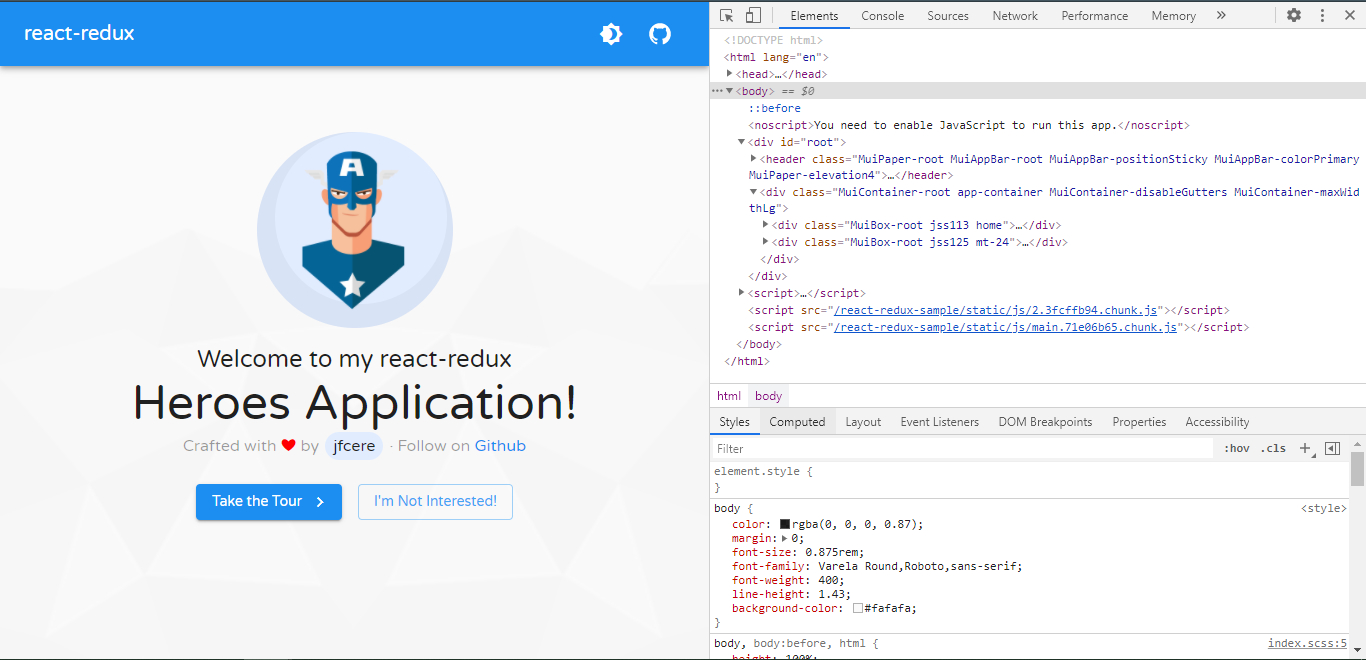 react-redux
A
Welcome to my react-redux
Heroes Application!
Crafted with ❤ by jfcere · Follow on Github
Take the Tour
I'm Not Interested!
Elements Console Sources Network Performance Memory »
<!DOCTYPE html>
<html lang="en">
<head>…</head>
<body> == $0
::before
<noscript>You need to enable JavaScript to run this app.</noscript>
<div id="root">
<header class="MuiPaper-root MuiAppBar-root MuiAppBar-positionSticky MuiAppBar-colorPrimary
MuiPaper-elevation4">…</header>
<div class="MuiContainer-root app-container MuiContainer-disableGutters MuiContainer-maxWid
thLg">
<div class="MuiBox-root jss113 home">…</div>
<div class="MuiBox-root jss125 mt-24">…</div>
</div>
</div>
<script>…</script>
<script src="/react-redux-sample/static/js/2.3fcffb94.chunk.js"></script>
<script src="/react-redux-sample/static/js/main.71e06b65.chunk.js"></script>
</body>
</html>
html body
Styles Computed Layout Event Listeners DOM Breakpoints Properties Accessibility
Filter :hov .cls +
element.style {
}
body { <style>
color: rgba(0, 0, 0, 0.87);
margin: 0;
font-size: 0.875rem;
font-family: Varela Round,Roboto,sans-serif;
font-weight: 400;
line-height: 1.43;
background-color: #fafafa;
}
body, body:before, html { index.scss:5
height: 100%;